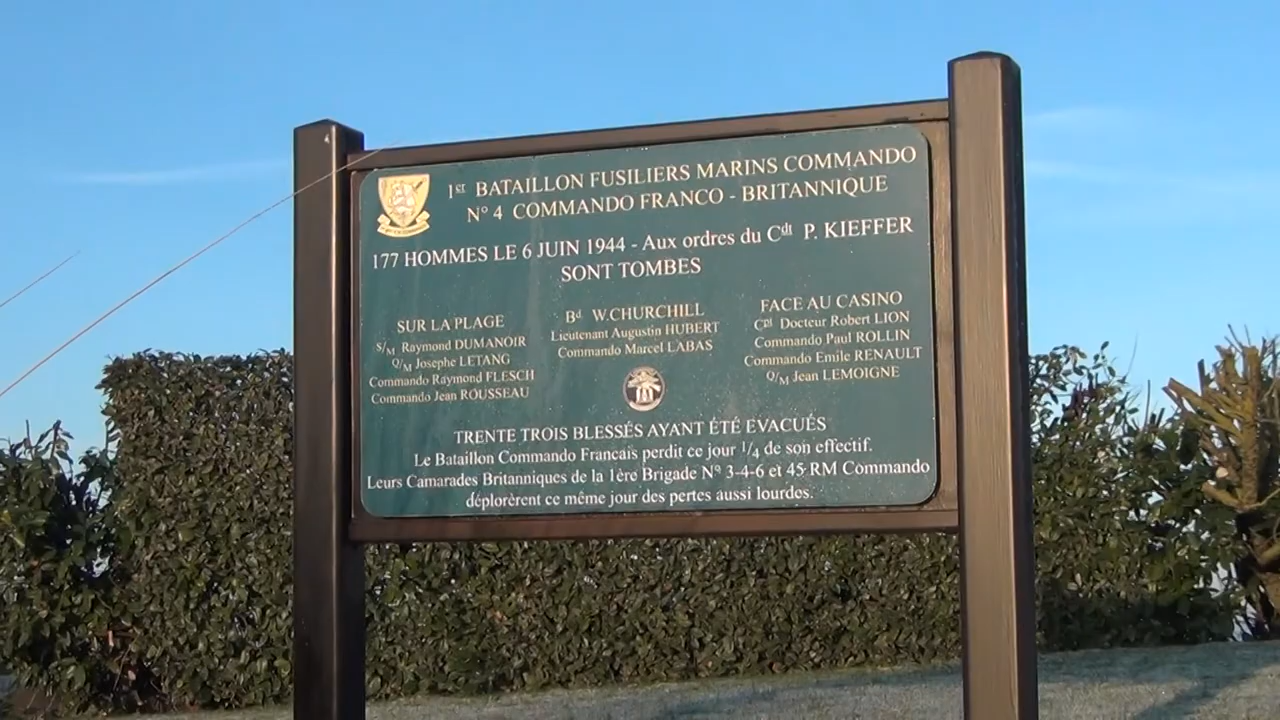 1er BATAILLON FUSILIERS MARINS COMMANDO
N° 4 COMMANDO FRANCO - BRITANNIQUE
177 HOMMES LE 6 JUIN 1944 - Aux ordres du Cdt P. KIEFFER
SONT TOMBES
SUR LA PLAGE
S/M Raymond DUMANOIR
Q/M Josephe LETANG
Commando Raymond FLESCH
Commando Jean ROUSSEAU
Bd W.CHURCHILL
Lieutenant Augustin HUBERT
Commando Marcel LABAS
FACE AU CASINO
Cpl Docteur Robert LION
Commando Paul ROLLIN
Commando Emile RENAULT
Q/M Jean LEMOIGNE
TRENTE TROIS BLESSÉS AYANT ÉTÉ EVACUÉS
Le Bataillon Commando Francais perdit ce jour 1/4 de son effectif.
Leurs Camarades Britanniques de la 1ère Brigade N° 3-4-6 et 45 RM Commando
déplorèrent ce même jour des pertes aussi lourdes.